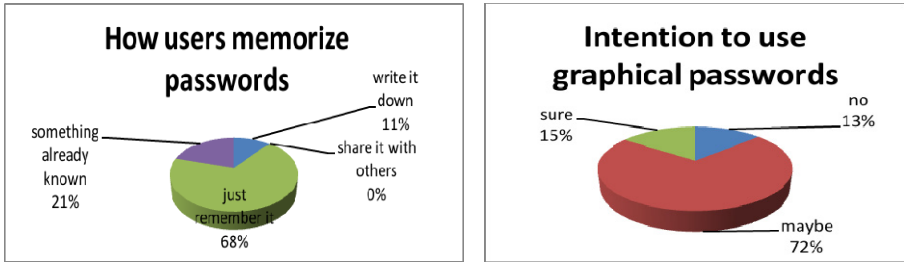 How users memorize
passwords
write it
down
11%
share it with
others
0%
something
already
known
21%
just
remember it
68%
Intention to use
graphical passwords
sure
15%
no
13%
maybe
72%